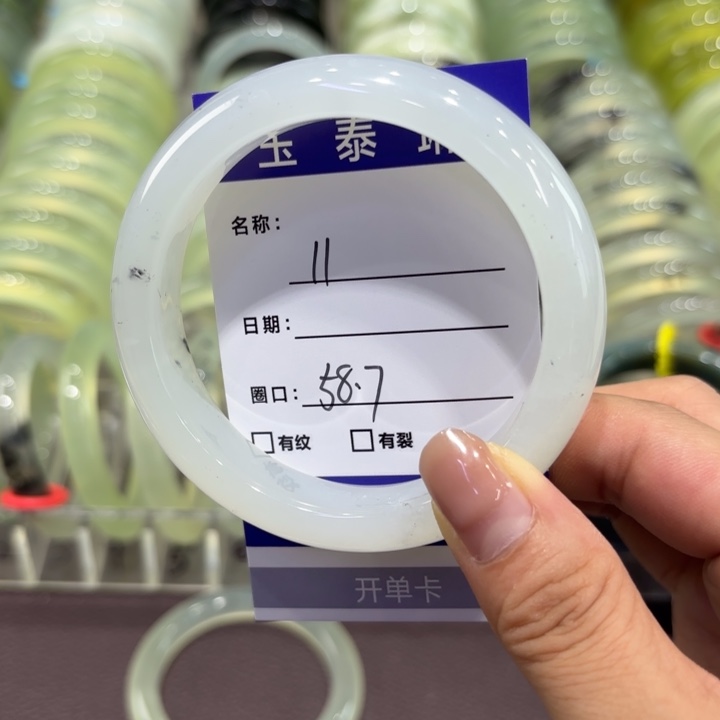 玉泰
名称: 11
日期:
圈口: 58.7
□有纹 □有裂
开单卡